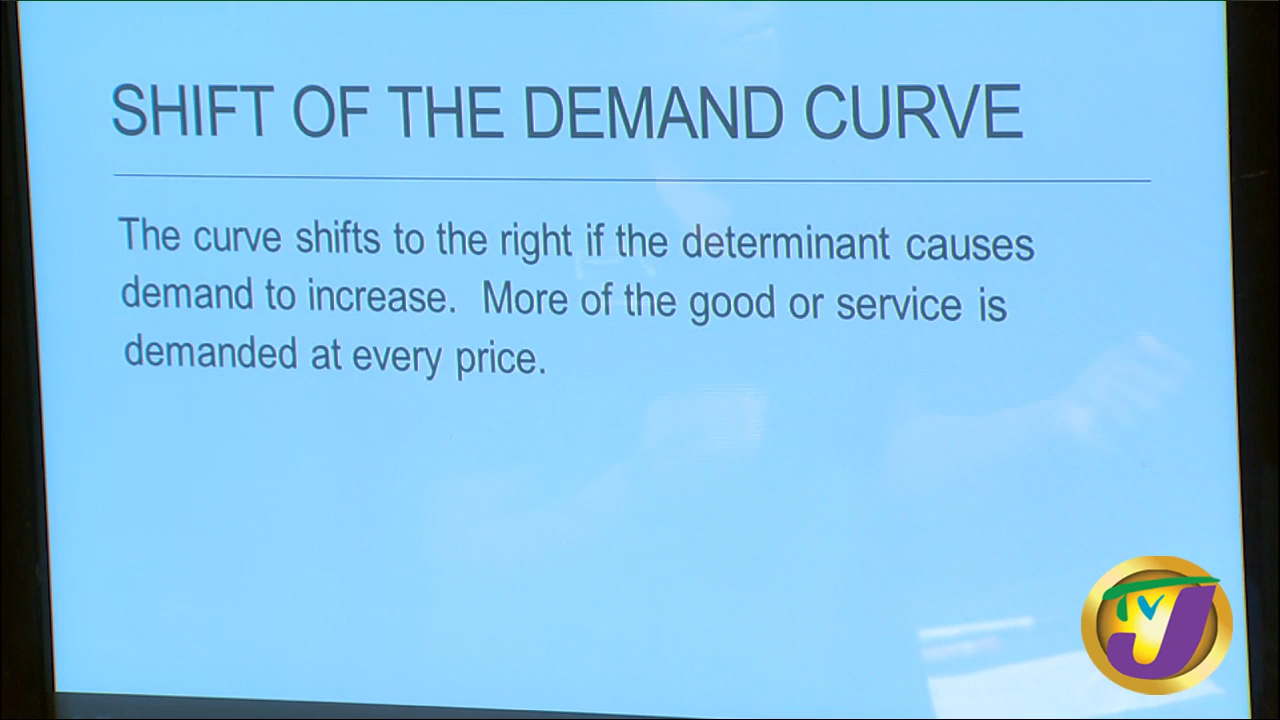 SHIFT OF THE DEMAND CURVE
The curve shifts to the right if the determinant causes
demand to increase.  More of the good or service is
demanded at every price.
TVJ